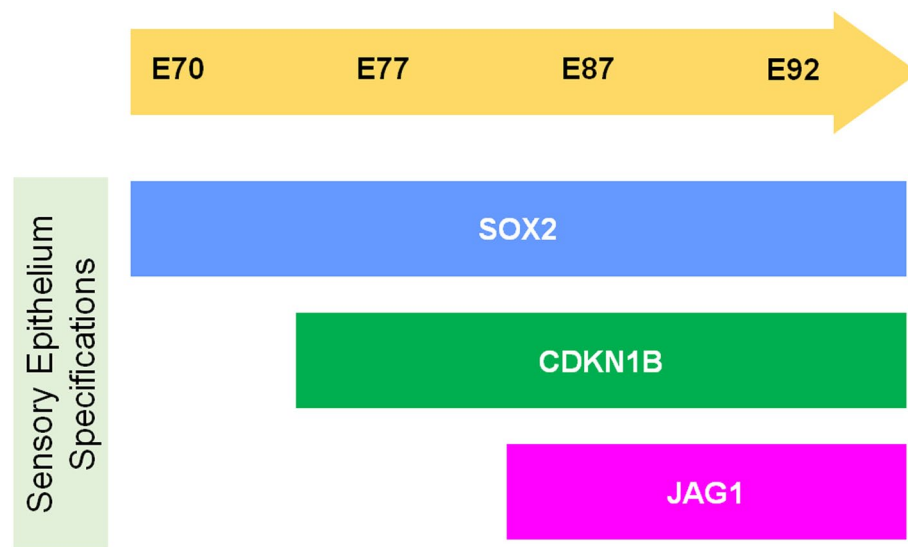 E70 E77 E87 E92
Sensory Epithelium
Specifications
SOX2
CDKN1B
JAG1